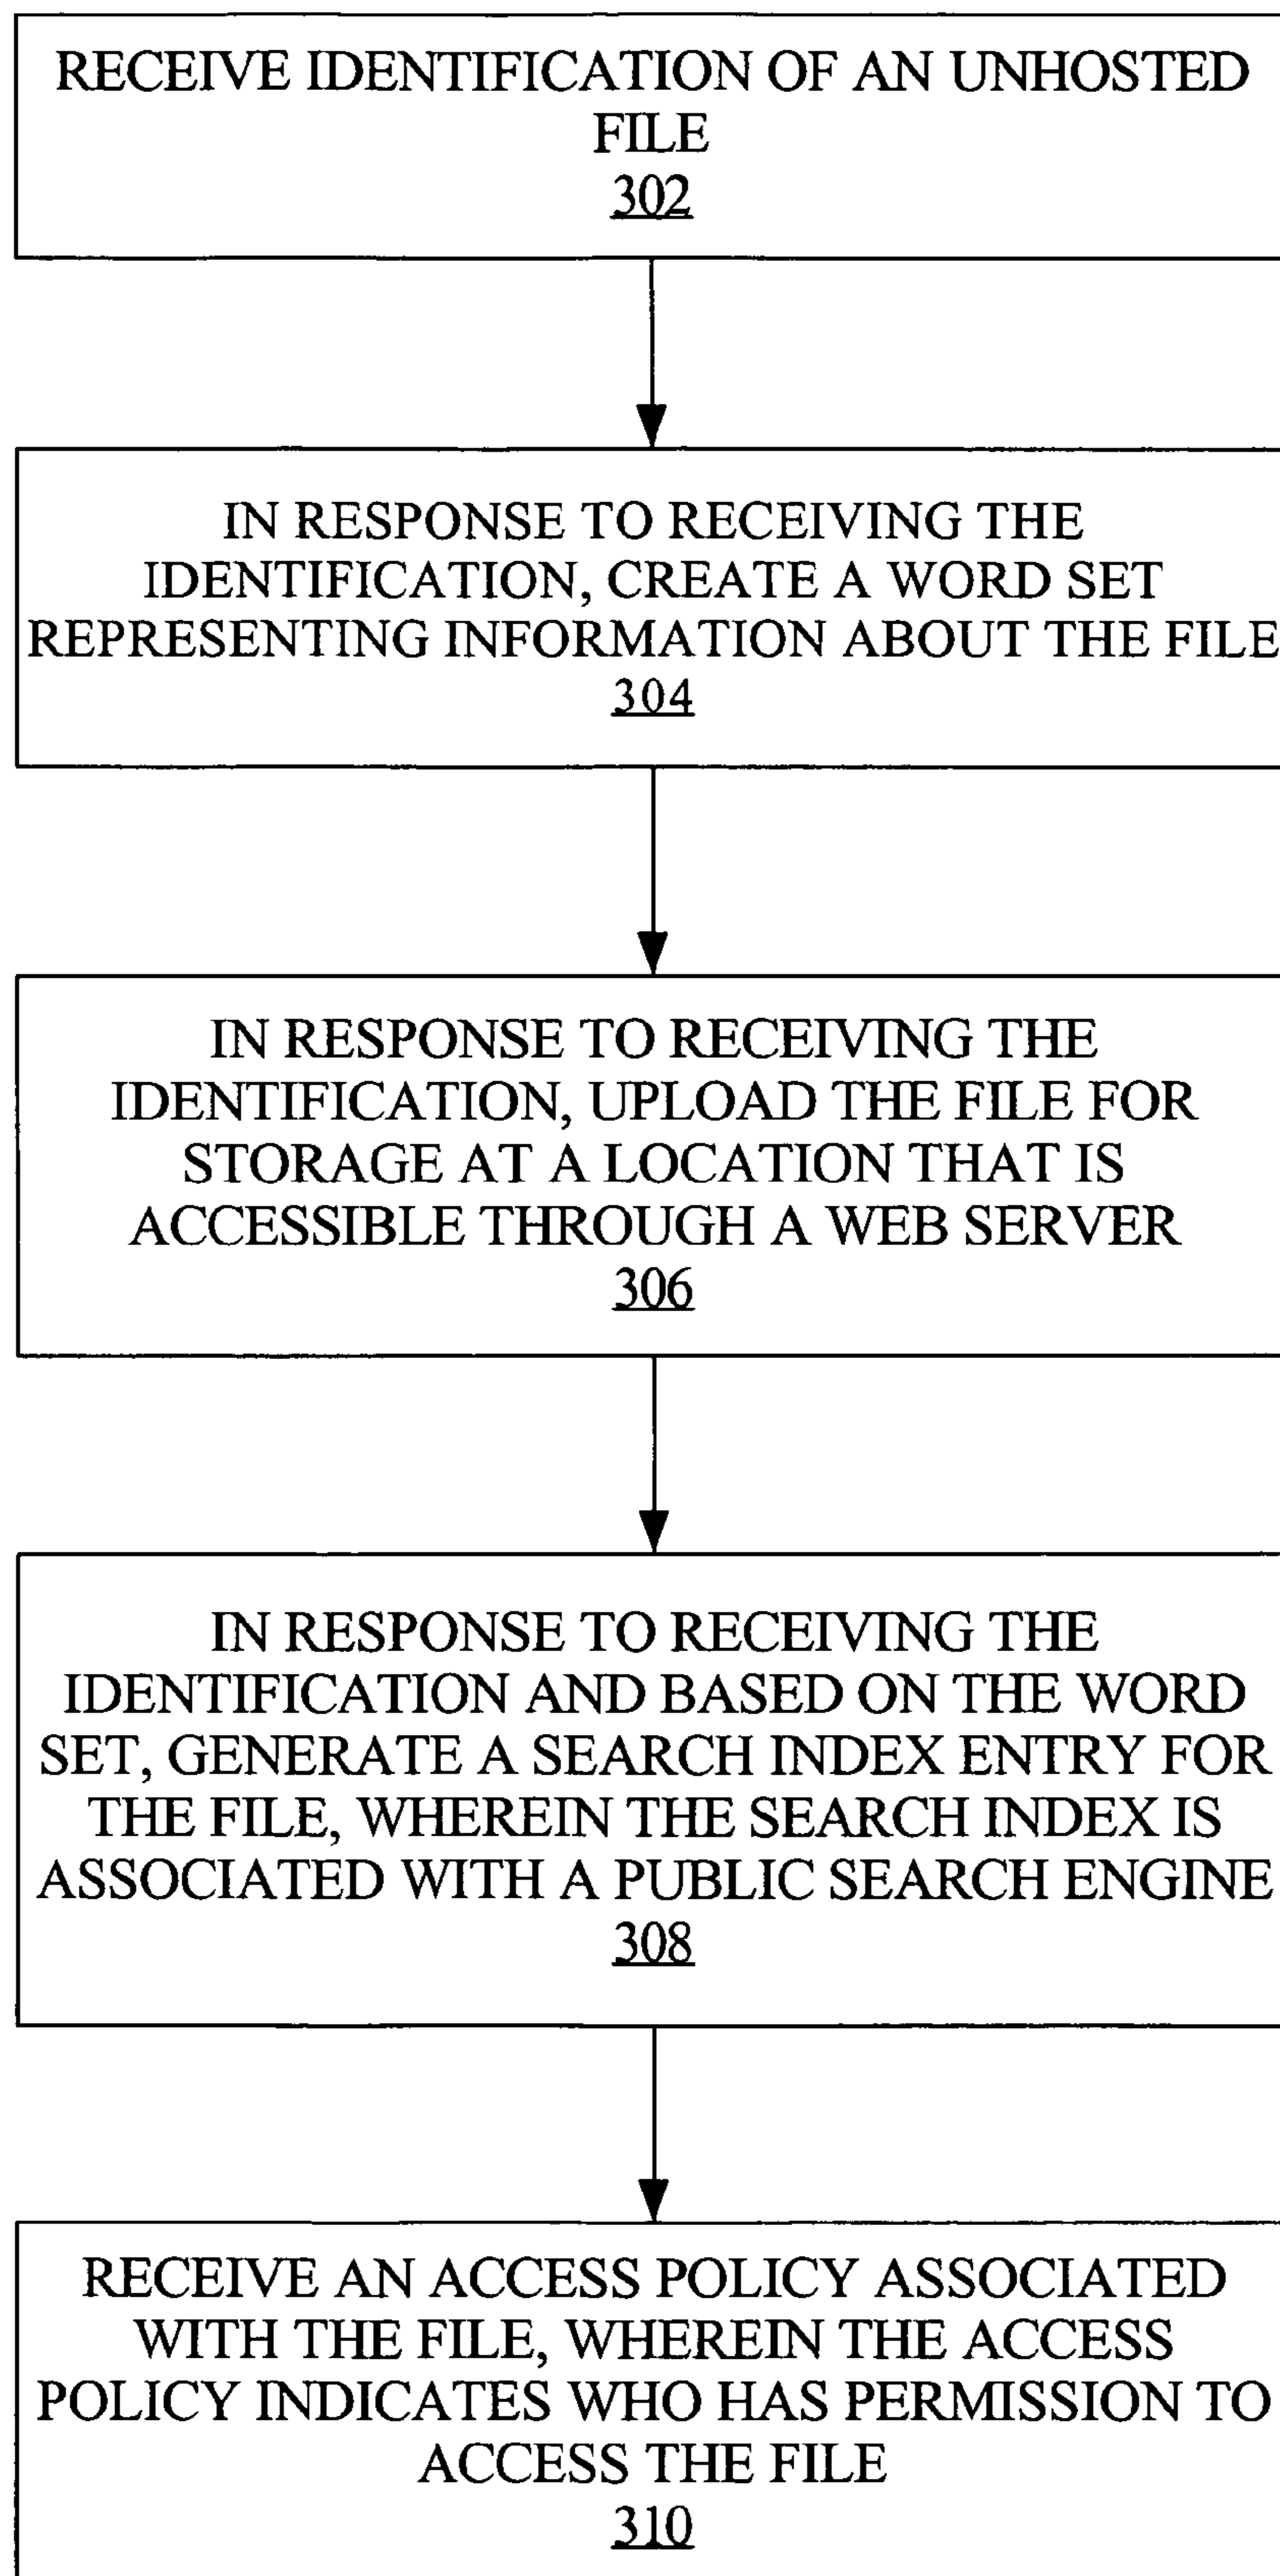 RECEIVE IDENTIFICATION OF AN UNHOSTED
FILE
302
IN RESPONSE TO RECEIVING THE
IDENTIFICATION, CREATE A WORD SET
REPRESENTING INFORMATION ABOUT THE FILE
304
IN RESPONSE TO RECEIVING THE
IDENTIFICATION, UPLOAD THE FILE FOR
STORAGE AT A LOCATION THAT IS
ACCESSIBLE THROUGH A WEB SERVER
306
IN RESPONSE TO RECEIVING THE
IDENTIFICATION AND BASED ON THE WORD
SET, GENERATE A SEARCH INDEX ENTRY FOR
THE FILE, WHEREIN THE SEARCH INDEX IS
ASSOCIATED WITH A PUBLIC SEARCH ENGINE
308
RECEIVE AN ACCESS POLICY ASSOCIATED
WITH THE FILE, WHEREIN THE ACCESS
POLICY INDICATES WHO HAS PERMISSION TO
ACCESS THE FILE
310